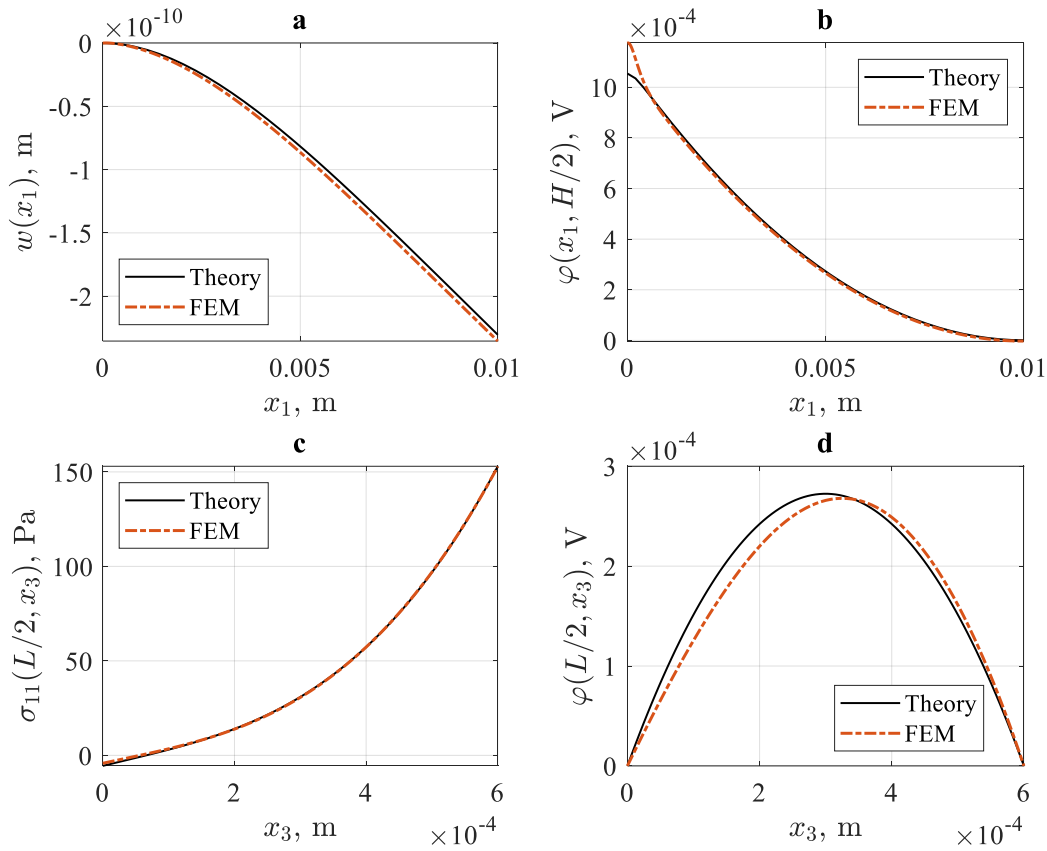 a
×10⁻¹⁰
0
-0.5
-1
-1.5
-2
w(x₁), m
Theory
FEM
0 0.005 0.01
x₁, m
b
×10⁻⁴
10
8
6
4
2
0
φ(x₁, H/2), V
Theory
FEM
0 0.005 0.01
x₁, m
c
150
100
50
0
σ₁₁(L/2, x₃), Pa
Theory
FEM
0 2 4 6
x₃, m
×10⁻⁴
d
×10⁻⁴
3
2
1
0
φ(L/2, x₃), V
Theory
FEM
0 2 4 6
x₃, m
×10⁻⁴